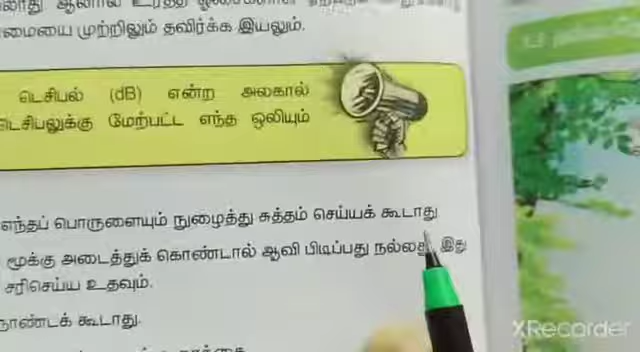 முற்றிலும் தவிர்க்க இயலும்.
டெசிபல் (dB) என்ற அலகால்
டெசிபலுக்கு மேற்பட்ட எந்த ஒலியும்
எந்தப் பொருளையும் நுழைத்து சுத்தம் செய்யக் கூடாது
மூக்கு அடைத்துக் கொண்டால் ஆவி பிடிப்பது நல்லது இது
சரிசெய்ய உதவும்.
நோண்டக் கூடாது.
XRecorder